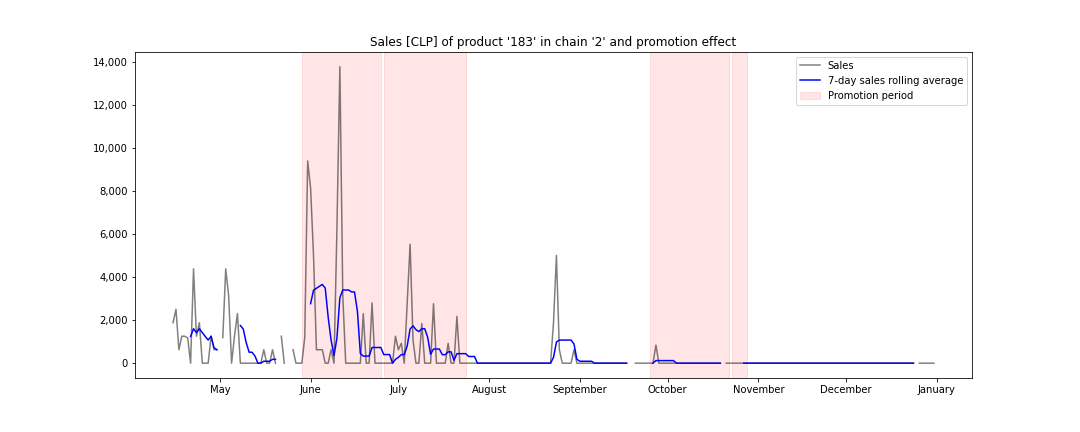 Sales [CLP] of product '183' in chain '2' and promotion effect
14,000
12,000
10,000
8,000
6,000
4,000
2,000
0
Sales
7-day sales rolling average
Promotion period
May June July August September October November December January